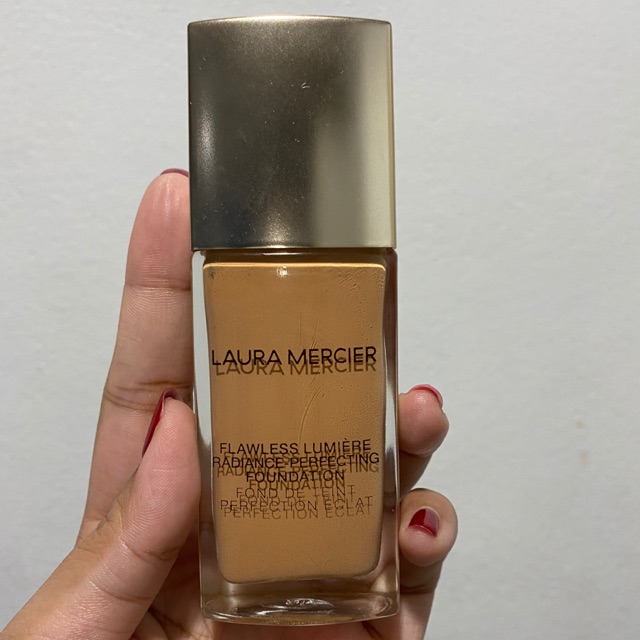 LAURA MERCIER
FLAWLESS LUMIÈRE
RADIANCE-PERFECTING
FOUNDATION
FOND DE TEINT
PERFECTION ÉCLAT